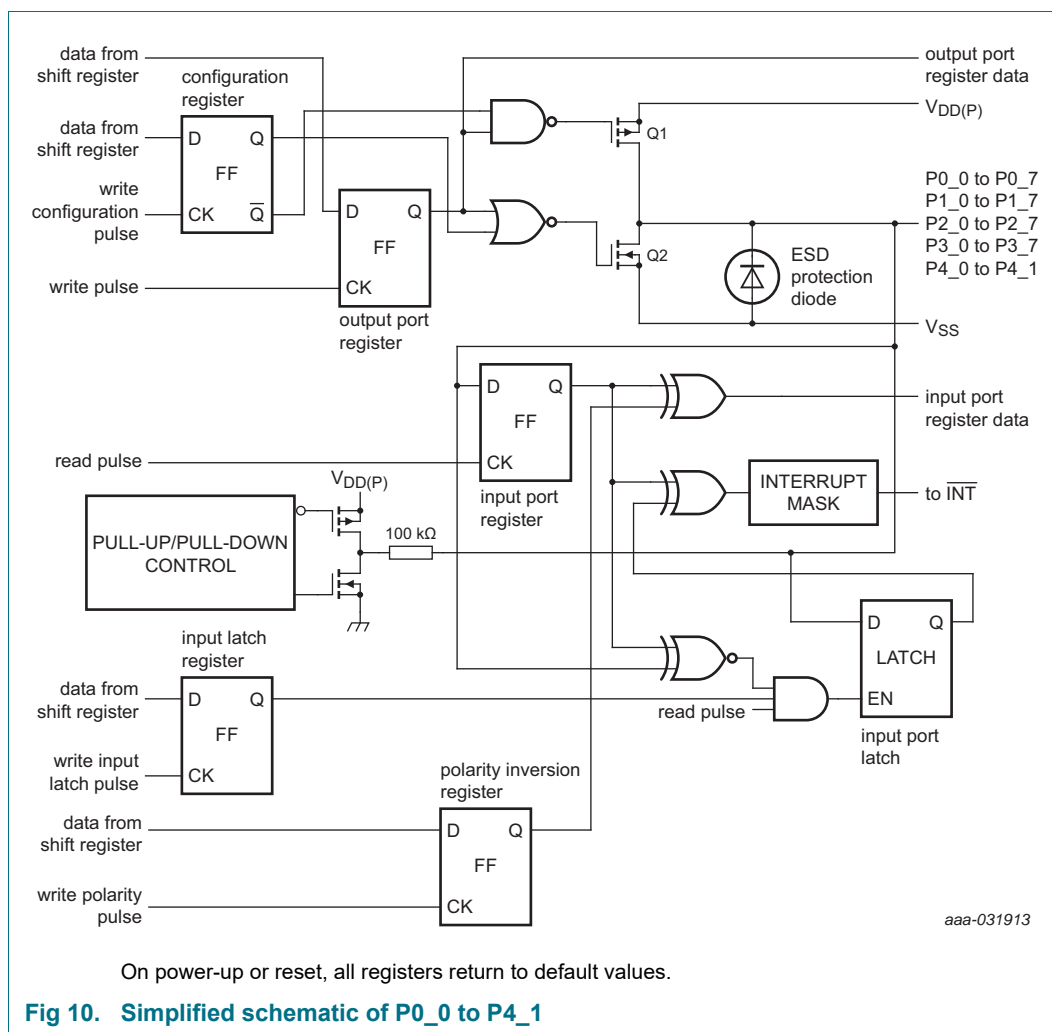 data from
shift register
configuration
register
output port
register data
data from
shift register
D
Q
FF
write
configuration
pulse
CK
Q̅
D
Q
FF
CK
write pulse
output port
register
Q1
VDD(P)
P0_0 to P0_7
P1_0 to P1_7
P2_0 to P2_7
P3_0 to P3_7
P4_0 to P4_1
Q2
ESD
protection
diode
VSS
D
Q
FF
CK
read pulse
input port
register
input port
register data
INTERRUPT
MASK
to I̅N̅T̅
VDD(P)
100 kΩ
PULL-UP/PULL-DOWN
CONTROL
D
Q
LATCH
EN
input port
latch
read pulse
input latch
register
data from
shift register
D
Q
FF
write input
latch pulse
CK
polarity inversion
register
data from
shift register
D
Q
FF
write polarity
pulse
CK
aaa-031913
On power-up or reset, all registers return to default values.
Fig 10. Simplified schematic of P0_0 to P4_1